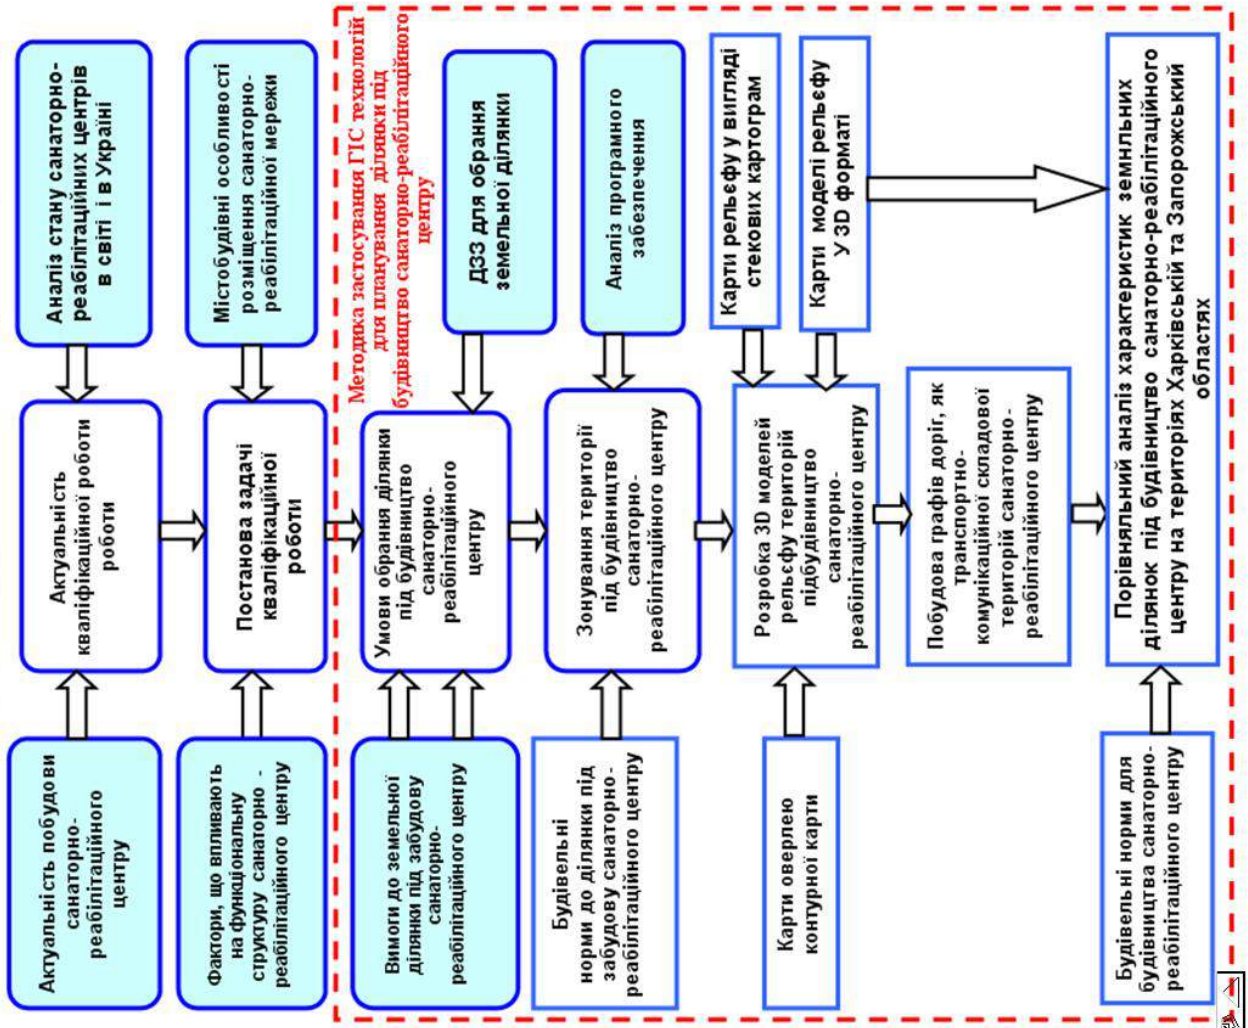 Аналіз стану санаторно-
реабілітаційних центрів
в світі і в Україні
Актуальність
кваліфікаційної роботи
роботи
Актуальність побудови
санаторно-
реабілітаційного
центру
Містобудівні особливості
розміщення санаторно-
реабілітаційної мережи
Постанова задачі
кваліфікаційної
роботи
Фактори, що впливають
на функціональну
структуру санаторно -
реабілітаційного центру
Методика застосування ГІС технологій
для планування ділянки під
будівництво санаторно-реабілітаційного
центру
ДЗЗ для обрання
земельної ділянки
Умови обрання ділянки
під будівництво
санаторно-
реабілітаційного
центру
Вимоги до земельної
ділянки під забудову
санаторно-
реабілітаційного центру
Аналіз програмного
забезпечення
Зонування території
під будівництво
санаторно-
реабілітаційного центру
Будівельні
норми до ділянки під
забудову санаторно-
реабілітаційного центру
Карти рельєфу у вигляді
стекових картограм
Карти моделі рельєфу
У 3D форматі
Розробка 3D моделей
рельєфу територій
підбудівництво
санаторно-
реабілітаційного центру
Карти оверлею
контурної карти
Побудова графів доріг, як
транспортно-
комунікаційної складової
територій санаторно-
реабілітаційного центру
Порівняльний аналіз характеристик земнльних
ділянок під будівництво санаторно-реабілітаційного
центру на територіях Харківській та Запорожський
областях
Будівельні норми для
будівництва санаторно-
реабілітаційного центру